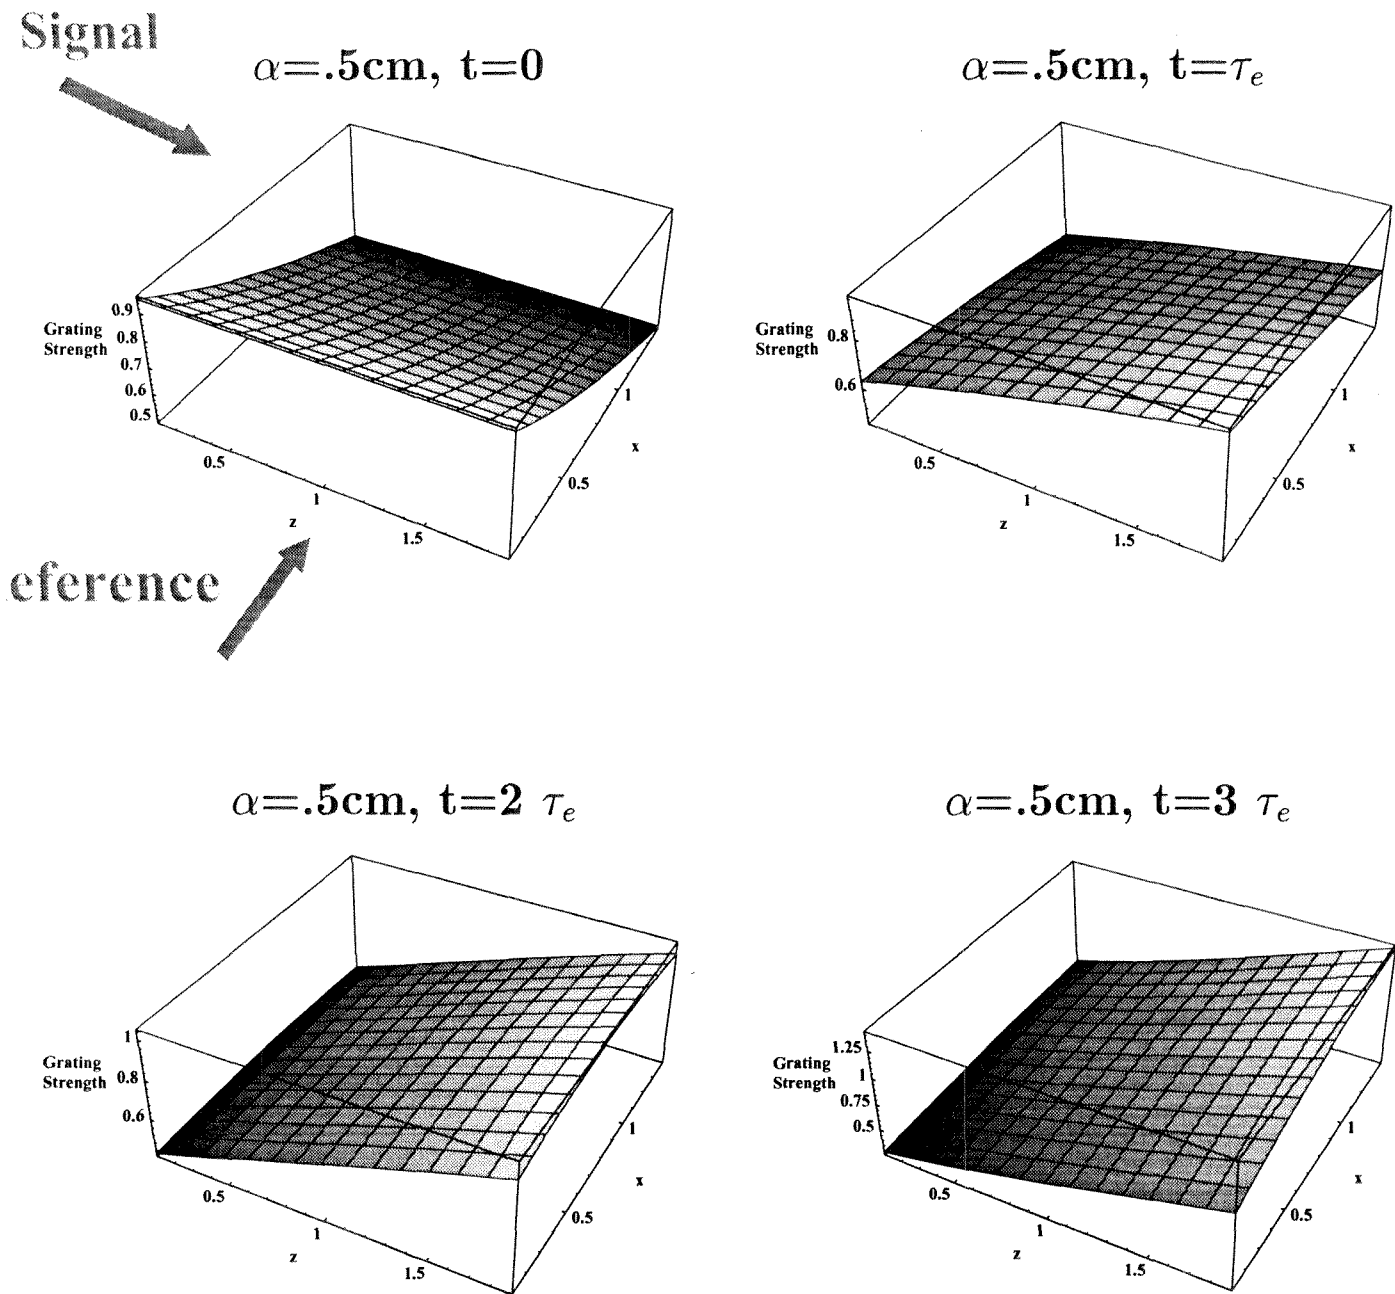 Signal
α=.5cm, t=0
0.9
Grating
Strength
0.8
0.7
0.6
0.5
0.5
1
1.5
z
0.5
1
x
eference
α=.5cm, t=τₑ
Grating
Strength
0.8
0.6
0.5
1
1.5
z
0.5
1
x
α=.5cm, t=2 τₑ
1
Grating
Strength
0.8
0.6
0.5
1
1.5
z
0.5
1
x
α=.5cm, t=3 τₑ
1.25
Grating
Strength
1
0.75
0.5
0.5
1
1.5
z
0.5
1
x